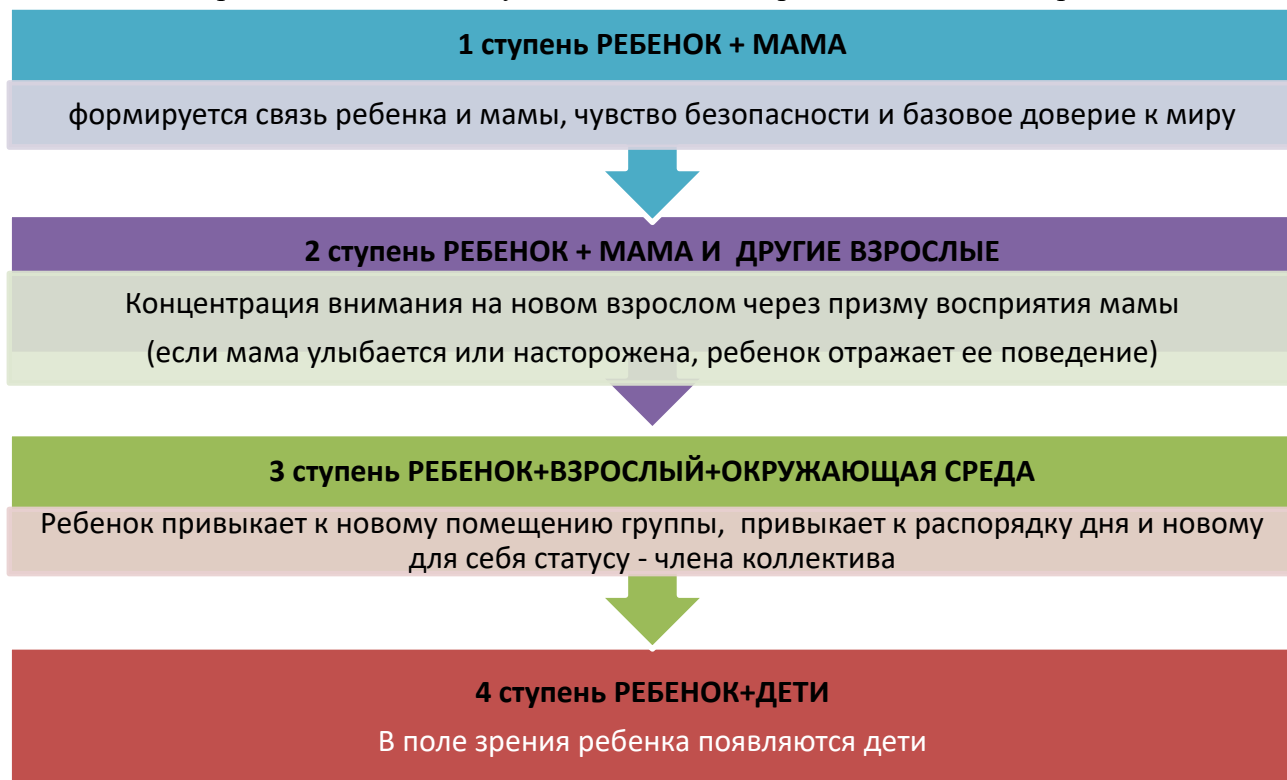 1 ступень РЕБЕНОК + МАМА
формируется связь ребенка и мамы, чувство безопасности и базовое доверие к миру
2 ступень РЕБЕНОК + МАМА И ДРУГИЕ ВЗРОСЛЫЕ
Концентрация внимания на новом взрослом через призму восприятия мамы
(если мама улыбается или насторожена, ребенок отражает ее поведение)
3 ступень РЕБЕНОК+ВЗРОСЛЫЙ+ОКРУЖАЮЩАЯ СРЕДА
Ребенок привыкает к новому помещению группы, привыкает к распорядку дня и новому
для себя статусу - члена коллектива
4 ступень РЕБЕНОК+ДЕТИ
В поле зрения ребенка появляются дети